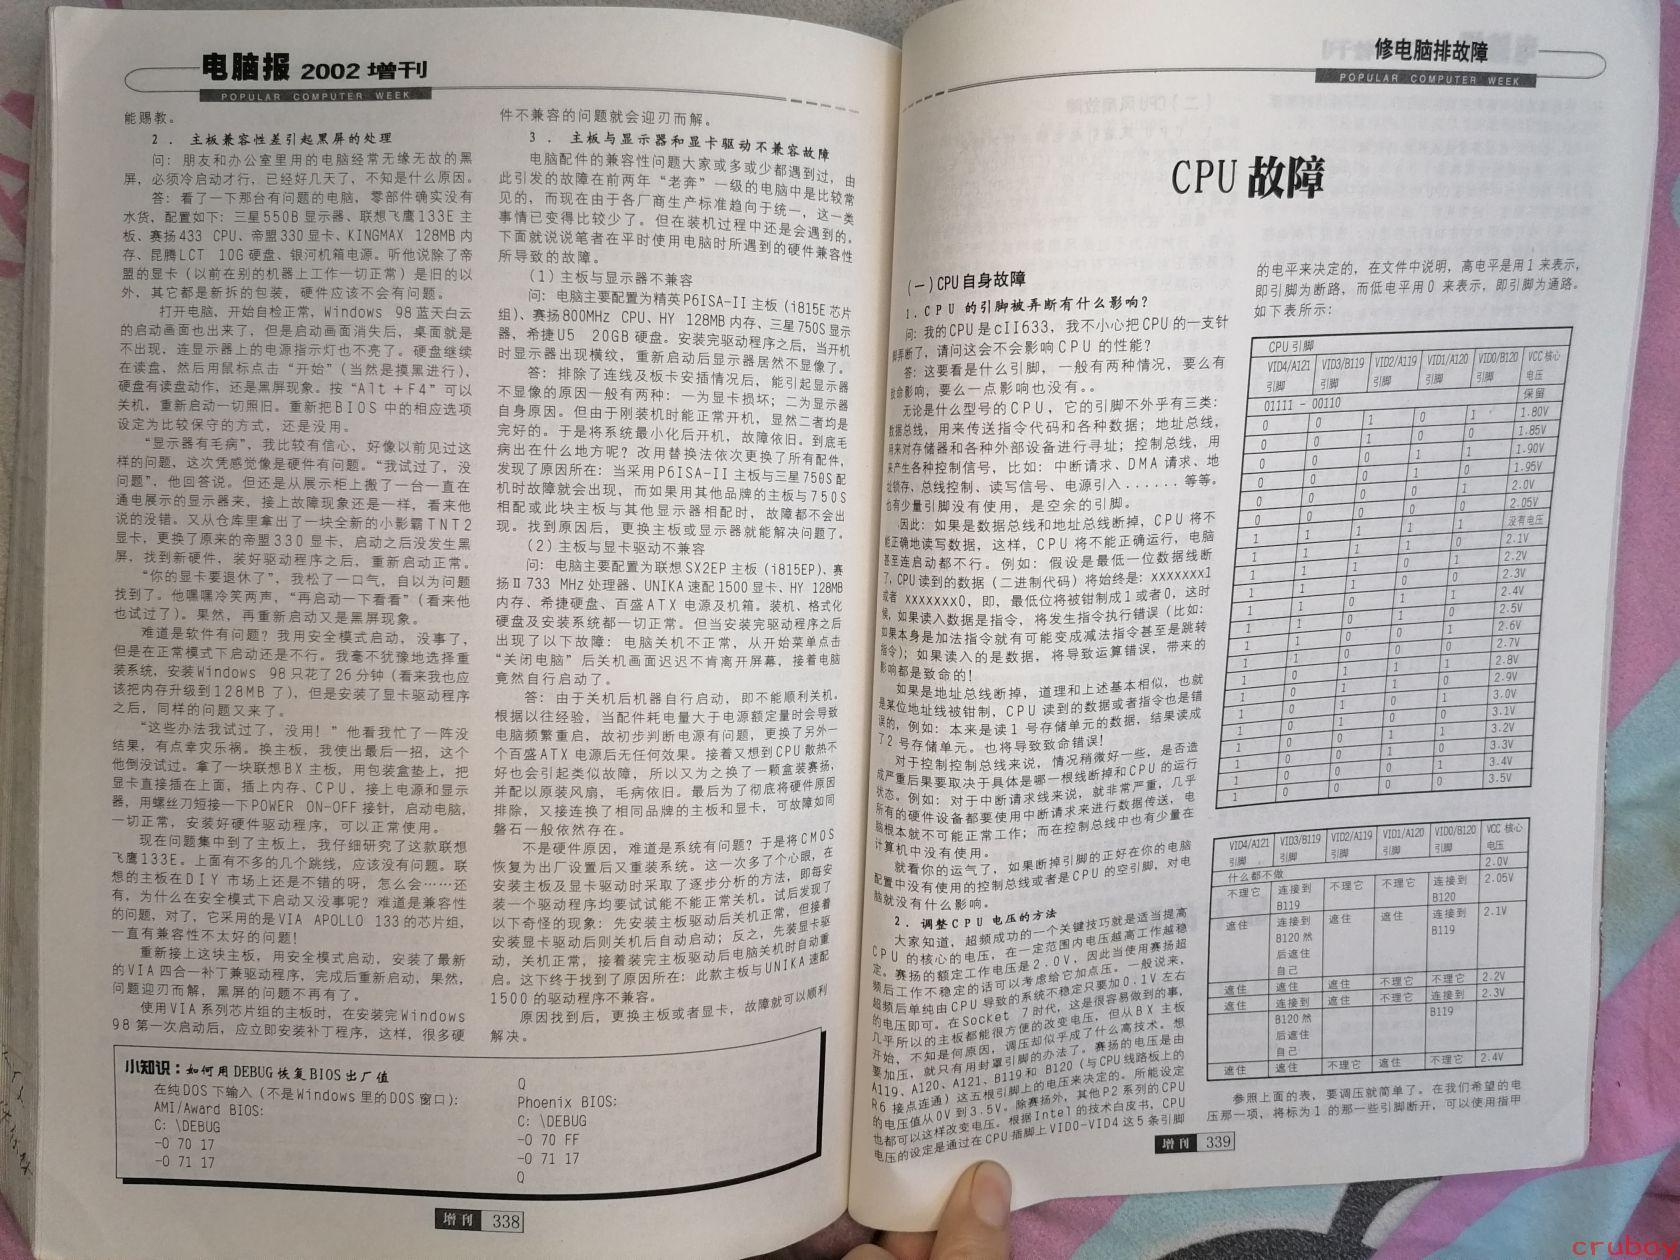 电脑报 2002 增刊
POPULAR COMPUTER WEEK
能赐教。
2. 主板兼容性差引起黑屏的处理
问：朋友和办公室里用的电脑经常无缘无故的黑
屏，必须冷启动才行，已经好几天了，不知是什么原因。
答：看了一下那台有问题的电脑，零部件确实没有
水货，配置如下：三星550B显示器、联想飞鹰133E主
板、赛扬433 CPU、帝盟330显卡、KINGMAX 128MB内
存、昆腾LCT 10G硬盘、银河机箱电源。听他说除了帝
盟的显卡（以前在别的机器上工作一切正常）是旧的以
外，其它都是新拆的包装，硬件应该不会有问题。
打开电脑，开始自检正常，Windows 98蓝天白云
的启动画面也出来了，但是启动画面消失后，桌面就是
不出现，连显示器上的电源指示灯也不亮了。硬盘继续
在读盘，然后用鼠标点击“开始”（当然是摸黑进行），
硬盘有读盘动作，还是黑屏现象。按“Alt＋F4”可以
关机，重新启动一切照旧。重新把BIOS中的相应选项
设定为比较保守的方式，还是没用。
“显示器有毛病”，我比较有信心，好像以前见过这
样的问题，这次凭感觉像是硬件有问题。“我试过了，没
问题”，他回答说。但还是从展示柜上搬了一台一直在
通电展示的显示器来，接上故障现象还是一样，看来他
说的没错。又从仓库里拿出了一块全新的小影霸TNT2
显卡，更换了原来的帝盟330显卡，启动之后没发生黑
屏，找到新硬件，装好驱动程序之后，重新启动正常。
“你的显卡要退休了”，我松了一口气，自以为问题
找到了。他嘿嘿冷笑两声，“再启动一下看看”（看来他
也试过了）。果然，再重新启动又是黑屏现象。
难道是软件有问题？我用安全模式启动，没事了，
但是在正常模式下启动还是不行。我毫不犹豫地选择重
装系统，安装Windows 98只花了26分钟（看来我也应
该把内存升级到128MB了），但是安装了显卡驱动程序
之后，同样的问题又来了。
“这些办法我试过了，没用！”他看我忙了一阵没
结果，有点幸灾乐祸。换主板，我使出最后一招，这个
他倒没试过。拿了一块联想BX主板，用包装盒垫上，把
显卡直接插在上面，插上内存、CPU，接上电源和显示
器，用螺丝刀短接一下POWER ON-OFF接针，启动电脑，
一切正常，安装好硬件驱动程序，可以正常使用。
现在问题集中到了主板上，我仔细研究了这款联想
飞鹰133E。上面有不多的几个跳线，应该没有问题。联
想的主板在DIY市场上还是不错的呀，怎么会……还
有，为什么在安全模式下启动又没事呢？难道是兼容性
的问题，对了，它采用的是VIA APOLLO 133的芯片组，
一直有兼容性不太好的问题！
重新接上这块主板，用安全模式启动，安装了最新
的VIA四合一补丁兼驱动程序，完成后重新启动，果然，
问题迎刃而解，黑屏的问题不再有了。
使用VIA系列芯片组的主板时，在安装完Windows
98第一次启动后，应立即安装补丁程序，这样，很多硬
件不兼容的问题就会迎刃而解。
3. 主板与显示器和显卡驱动不兼容故障
电脑配件的兼容性问题大家或多或少都遇到过，由
此引发的故障在前两年“老奔”一级的电脑中是比较常
见的，而现在由于各厂商生产标准趋向于统一，这一类
事情已变得比较少了。但在装机过程中还是会遇到的。
下面就说说笔者在平时使用电脑时所遇到的硬件兼容性
所导致的故障。
（1）主板与显示器不兼容
问：电脑主要配置为精英P6ISA-II主板（i815E芯片
组）、赛扬800MHz CPU、HY 128MB内存、三星750S显示
器，希捷U5 20GB硬盘。安装完驱动程序之后，当开机
时显示器出现横纹，重新启动后显示器居然不显像了。
答：排除了连线及板卡安插情况后，能引起显示器
不显像的原因一般有两种：一为显卡损坏；二为显示器
自身原因。但由于刚装机时能正常开机，显然二者均是
完好的。于是将系统最小化后开机，故障依旧。到底毛
病出在什么地方呢？改用替换法依次更换了所有配件，
发现了原因所在：当采用P6ISA-II主板与三星750S配
机时故障就会出现，而如果用其他品牌的主板与750S
相配或此块主板与其他显示器相配时，故障都不会出
现。找到原因后，更换主板或显示器就能解决问题了。
（2）主板与显卡驱动不兼容
问：电脑主要配置为联想SX2EP主板（i815EP）、赛
扬II733 MHz处理器、UNIKA速配1500显卡、HY 128MB
内存、希捷硬盘、百盛ATX电源及机箱。装机、格式化
硬盘及安装系统都一切正常。但当安装完驱动程序之后
出现了以下故障：电脑关机不正常，从开始菜单点击
“关闭电脑”后关机画面迟迟不肯离开屏幕，接着电脑
竟然自行启动了。
答：由于关机后机器自行启动，即不能顺利关机。
根据以往经验，当配件耗电量大于电源额定量时会导致
电脑频繁重启，故初步判断电源有问题，更换了另外一
个百盛ATX电源后无任何效果。接着又想到CPU散热不
好也会引起类似故障，所以又为之换了一颗盒装赛扬，
并配以原装风扇，毛病依旧。最后为了彻底将硬件原因
排除，又接连换了相同品牌的主板和显卡，可故障如同
磐石一般依然存在。
不是硬件原因，难道是系统有问题？于是将CMOS
恢复为出厂设置后又重装系统。这一次多了个心眼，在
安装主板及显卡驱动时采取了逐步分析的方法，即每安
装一个驱动程序均要试试能不能正常关机。试后发现了
以下奇怪的现象：先安装主板驱动后关机正常，但接着
安装显卡驱动后则关机后自动启动；反之，先装显卡驱
动，关机正常，接着装完主板驱动后电脑关机时自动重
启。这下终于找到了原因所在：此款主板与UNIKA速配
1500的驱动程序不兼容。
原因找到后，更换主板或者显卡，故障就可以顺利
解决。
小知识：如何用DEBUG恢复BIOS出厂值
在纯DOS下输入（不是Windows里的DOS窗口）：
AMI/Award BIOS:
C: \DEBUG
-O 70 17
-O 71 17
Q
Phoenix BIOS:
C: \DEBUG
-O 70 FF
-O 71 17
Q
增刊 338
修电脑排故障
POPULAR COMPUTER WEEK
CPU故障
（一）CPU自身故障
1. CPU的引脚被弄断有什么影响？
问：我的CPU是cII633，我不小心把CPU的一支针
脚弄断了，请问这会不会影响CPU的性能？
答：这要看是什么引脚，一般有两种情况，要么有
致命影响，要么一点影响也没有。。
无论是什么型号的CPU，它的引脚不外乎有三类：
数据总线，用来传送指令代码和各种数据；地址总线，
用来对存储器和各种外部设备进行寻址；控制总线，用
来产生各种控制信号，比如：中断请求、DMA请求、地
址锁存、总线控制、读写信号、电源引入......等等。
也有少量引脚没有使用，是空余的引脚。
因此：如果是数据总线和地址总线断掉，CPU将不
能正确地读写数据，这样，CPU将不能正确运行，电脑
甚至连启动都不行。例如：假设是最低一位数据线断
了，CPU读到的数据（二进制代码）将始终是：xxxxxxx1
或者 xxxxxxx0，即，最低位将被钳制成1或者0，这时
候，如果读入数据是指令，将发生指令执行错误（比如：
如果本身是加法指令就有可能变成减法指令甚至是跳转
指令）；如果读入的是数据，将导致运算错误，带来的
影响都是致命的！
如果是地址总线断掉，道理和上述基本相似，也就
是某位地址线被钳制，CPU读到的数据或者指令也是错
误的，例如：本来是读1号存储单元的数据，结果读成
了2号存储单元。也将导致致命错误！
对于控制控制总线来说，情况稍微好一些，是否造
成严重后果要取决于具体是哪一根线断掉和CPU的运行
状态。例如：对于中断请求线来说，就非常严重，几乎
所有的硬件设备都要使用中断请求来进行数据传送，电
脑根本就不可能正常工作；而在控制总线中也有少量在
计算机中没有使用。
就看你的运气了，如果断掉引脚的正好在你的电脑
配置中没有使用的控制总线或者是CPU的空引脚，对电
脑就没有什么影响。
2. 调整CPU电压的方法
大家知道，超频成功的一个关键技巧就是适当提高
CPU的核心的电压，在一定范围内电压越高工作越稳
定。赛扬的额定工作电压是2.0V，因此当使用赛扬超
频后工作不稳定的话可以考虑给它加点压。一般说来，
超频后单纯由CPU导致的系统不稳定只要加0.1V左右
的电压即可。在Socket 7时代，这是很容易做到的事，
几乎所以的主板都能很方便的改变电压，但从BX主板
开始，不知是何原因，调压却似乎成了什么高技术。想
要加压，就只有用封罩引脚的办法了。赛扬的电压是由
A119、A120、A121、B119和 B120（与CPU线路板上的
R6 接点连通）这五根引脚上的电压来决定的。所能设定
的电压值从0V到3.5V。除赛扬外，其他P2系列的CPU
也都可以这样改变电压。根据Intel的技术白皮书，CPU
电压的设定是通过在CPU插脚上VID0-VID4这5条引脚
的电平来决定的，在文件中说明，高电平是用1来表示，
即引脚为断路，而低电平用0来表示，即引脚为通路。
如下表所示：
CPU引脚
VID4/A121引脚 VID3/B119引脚 VID2/A119引脚 VID1/A120引脚 VID0/B120引脚 VCC核心电压
01111 - 00110 保留
0 0 1 0 1 1.80V
0 0 1 0 0 1.85V
0 0 0 1 1 1.90V
0 0 0 1 0 1.95V
0 0 0 0 1 2.0V
0 0 0 0 0 2.05V
1 1 1 1 1 没有电压
1 1 1 1 0 2.1V
1 1 1 0 1 2.2V
1 1 1 0 0 2.3V
1 1 0 1 1 2.4V
1 1 0 1 0 2.5V
1 1 0 0 1 2.6V
1 1 0 0 0 2.7V
1 0 1 1 1 2.8V
1 0 1 1 0 2.9V
1 0 1 0 1 3.0V
1 0 1 0 0 3.1V
1 0 0 1 1 3.2V
1 0 0 1 0 3.3V
1 0 0 0 1 3.4V
1 0 0 0 0 3.5V
VID4/A121引脚 VID3/B119引脚 VID2/A119引脚 VID1/A120引脚 VID0/B120引脚 VCC 核心电压
什么都不做 2.0V
不理它 连接到B119 不理它 不理它 连接到B120 2.05V
遮住 连接到B120然后遮住自己 遮住 遮住 连接到B119 2.1V
遮住 遮住 遮住 不理它 不理它 2.2V
遮住 连接到B120然后遮住自己 遮住 不理它 连接到B119 2.3V
遮住 遮住 不理它 遮住 不理它 2.4V
参照上面的表，要调压就简单了。在我们希望的电
压那一项，将标为1的那一些引脚断开，可以使用指甲
增刊 339
cruboy